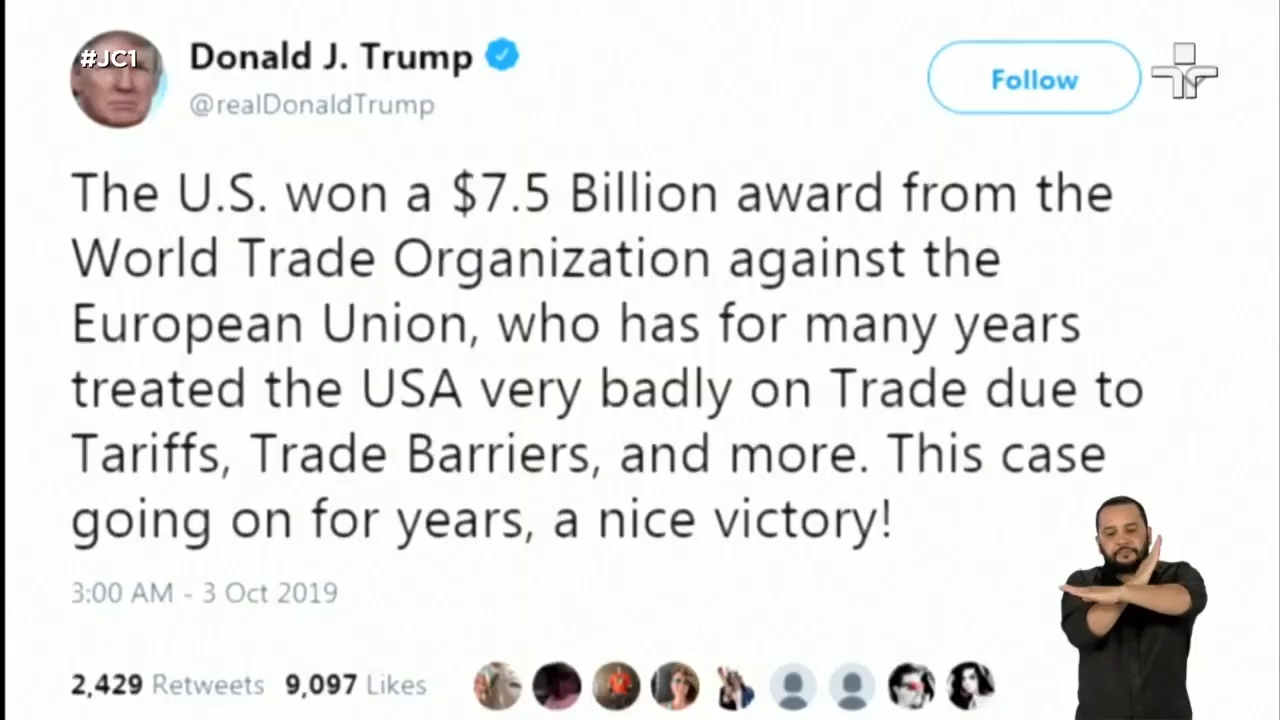 #JC1
Donald J. Trump
@realDonaldTrump
Follow
The U.S. won a $7.5 Billion award from the
World Trade Organization against the
European Union, who has for many years
treated the USA very badly on Trade due to
Tariffs, Trade Barriers, and more. This case
going on for years, a nice victory!
3:00 AM - 3 Oct 2019
2,429 Retweets 9,097 Likes